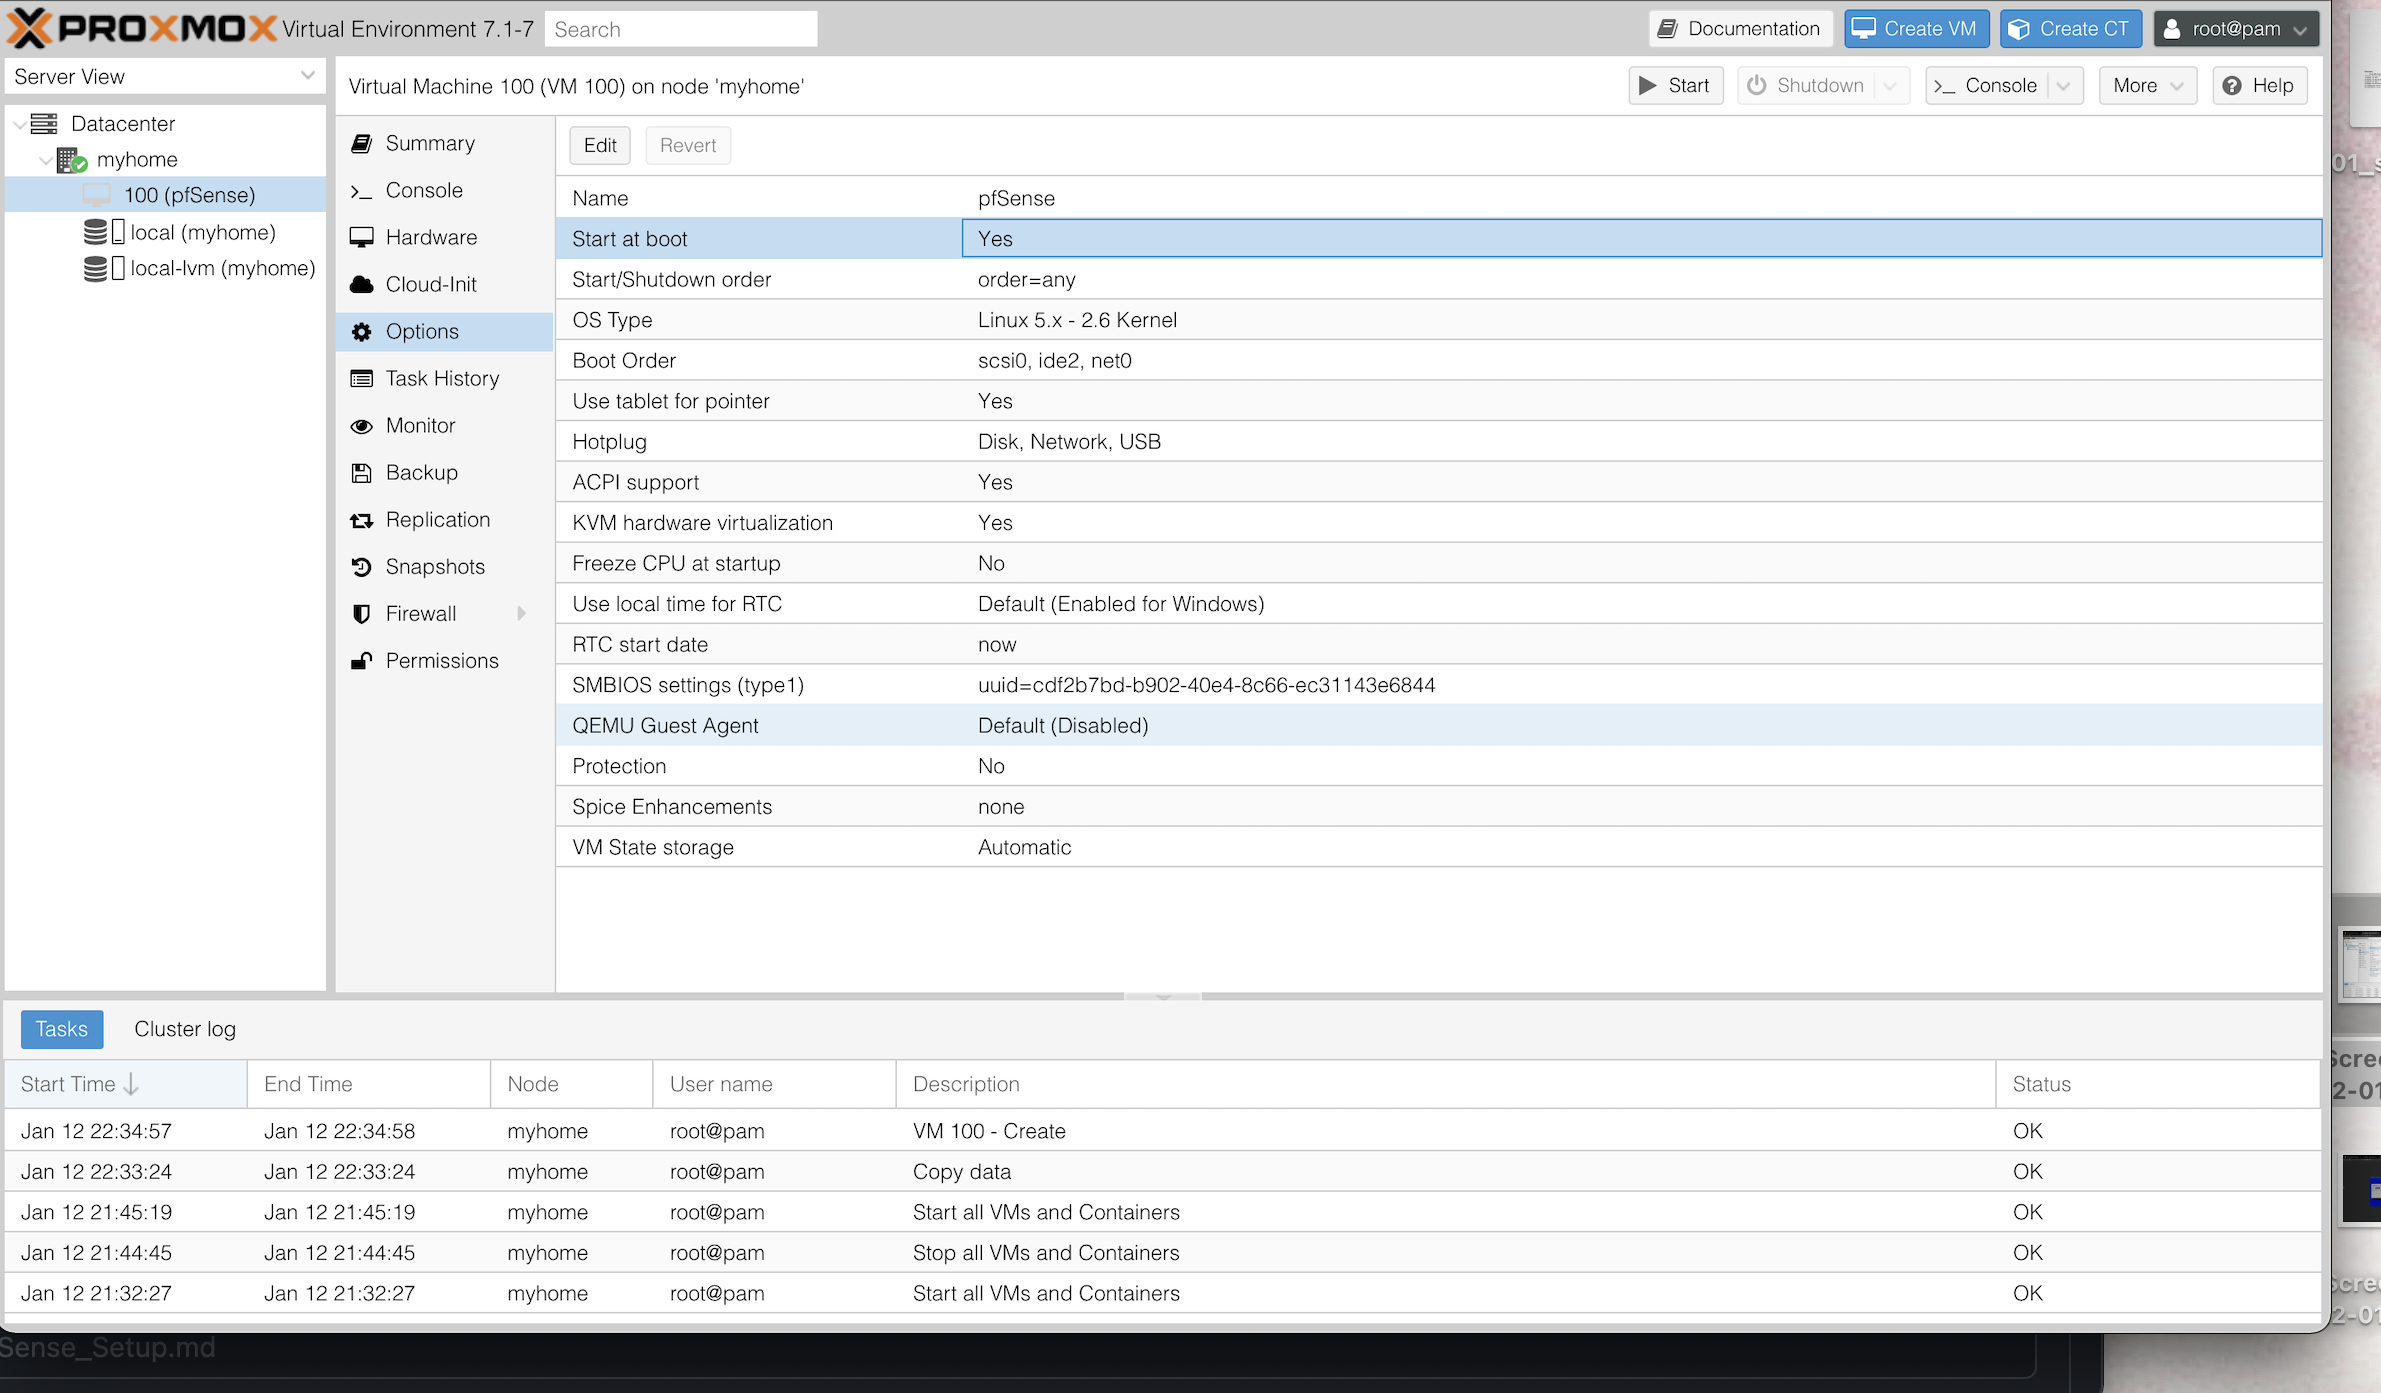 PROXMOX Virtual Environment 7.1-7 Search Documentation Create VM Create CT root@pam
Server View
Datacenter
myhome
100 (pfSense)
local (myhome)
local-lvm (myhome)
Virtual Machine 100 (VM 100) on node 'myhome' Start Shutdown Console More Help
Summary
Console
Hardware
Cloud-Init
Options
Task History
Monitor
Backup
Replication
Snapshots
Firewall
Permissions
Edit Revert
Name pfSense
Start at boot Yes
Start/Shutdown order order=any
OS Type Linux 5.x - 2.6 Kernel
Boot Order scsi0, ide2, net0
Use tablet for pointer Yes
Hotplug Disk, Network, USB
ACPI support Yes
KVM hardware virtualization Yes
Freeze CPU at startup No
Use local time for RTC Default (Enabled for Windows)
RTC start date now
SMBIOS settings (type1) uuid=cdf2b7bd-b902-40e4-8c66-ec31143e6844
QEMU Guest Agent Default (Disabled)
Protection No
Spice Enhancements none
VM State storage Automatic
Tasks Cluster log
Start Time End Time Node User name Description Status
Jan 12 22:34:57 Jan 12 22:34:58 myhome root@pam VM 100 - Create OK
Jan 12 22:33:24 Jan 12 22:33:24 myhome root@pam Copy data OK
Jan 12 21:45:19 Jan 12 21:45:19 myhome root@pam Start all VMs and Containers OK
Jan 12 21:44:45 Jan 12 21:44:45 myhome root@pam Stop all VMs and Containers OK
Jan 12 21:32:27 Jan 12 21:32:27 myhome root@pam Start all VMs and Containers OK
Sense_Setup.md
01_s
Scree
2-01
Scree
2-01